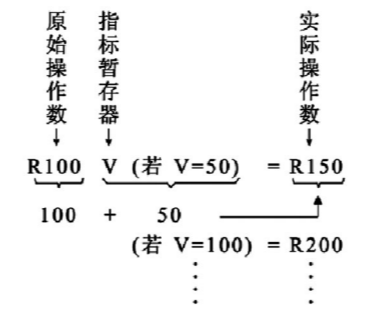 原始操作数
指标暂存器
实际操作数
R100 V (若 V=50) = R150
100 + 50
(若 V=100) = R200